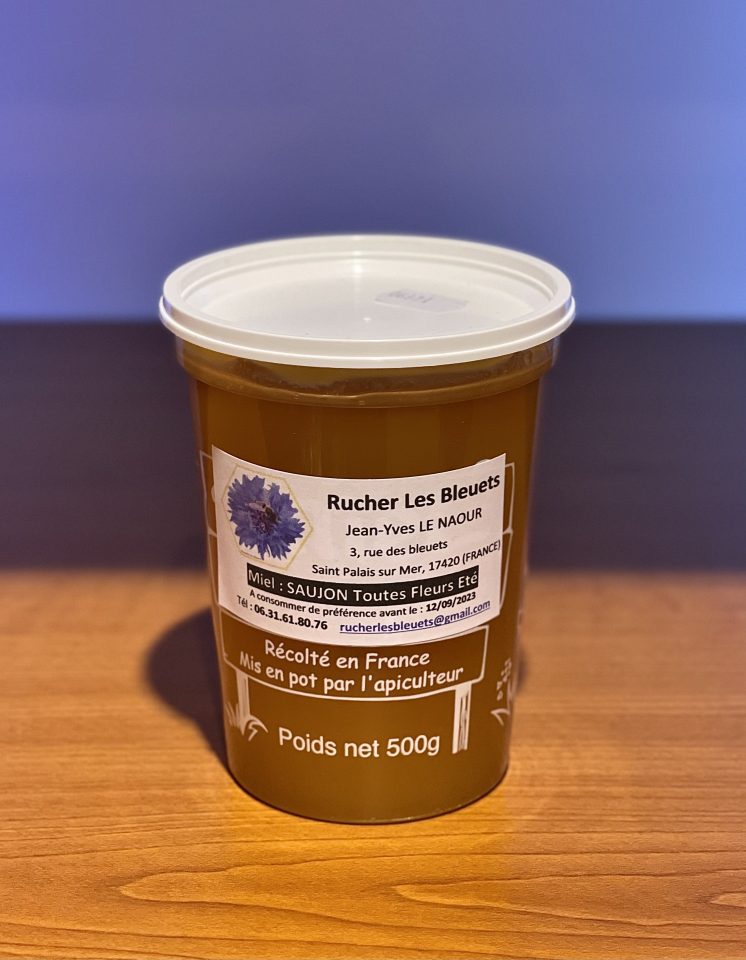 Rucher Les Bleuets
Jean-Yves LE NAOUR
3, rue des bleuets
Saint Palais sur Mer, 17420 (FRANCE)
Miel : SAUJON Toutes Fleurs Eté
A consommer de préférence avant le : 12/09/2023
Tél : 06.31.61.80.76 rucherlesbleuets@gmail.com
Récolté en France
Mis en pot par l'apiculteur
Poids net 500g